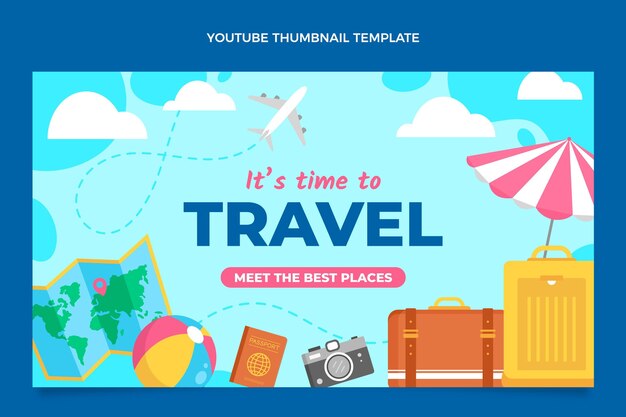 YOUTUBE THUMBNAIL TEMPLATE
It's time to
TRAVEL
MEET THE BEST PLACES
PASSPORT